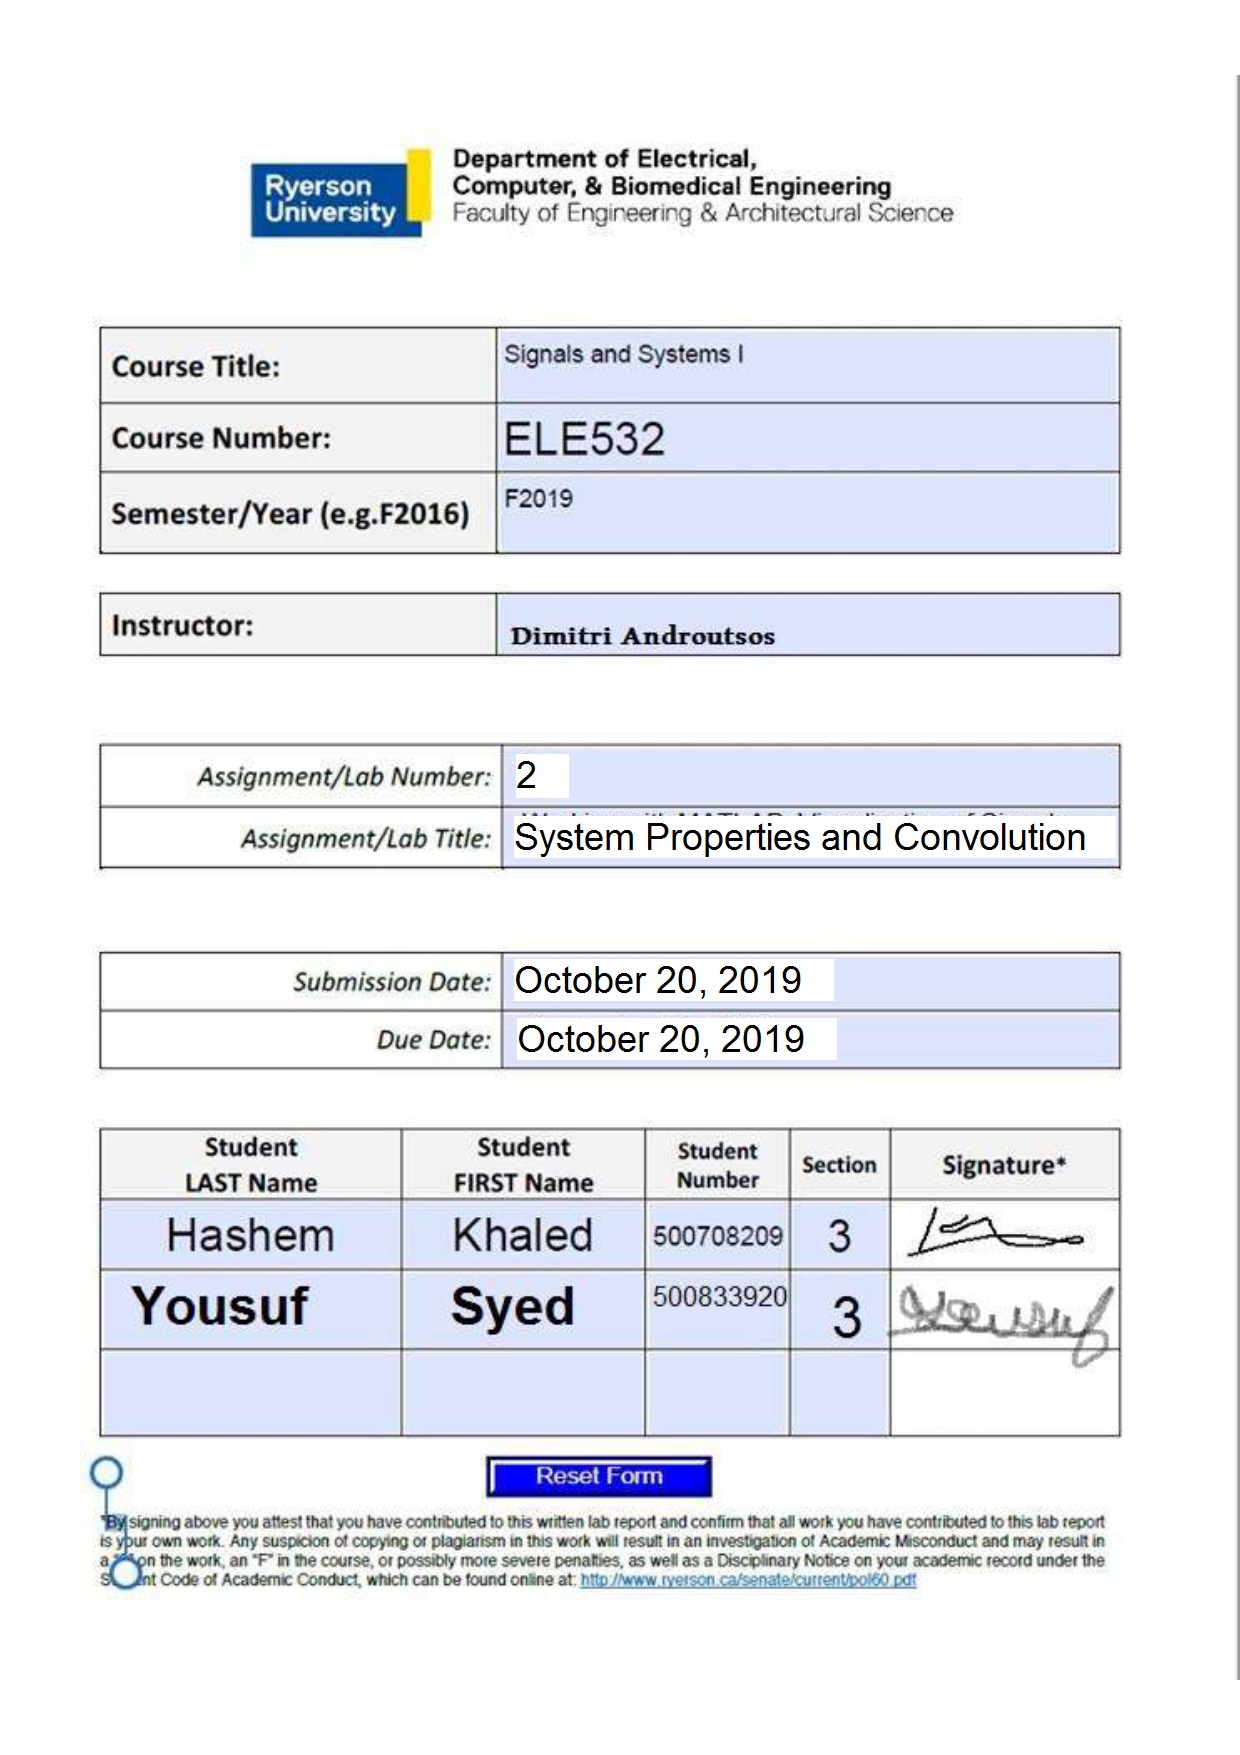 Ryerson
University
Department of Electrical,
Computer, & Biomedical Engineering
Faculty of Engineering & Architectural Science
Course Title: Signals and Systems I
Course Number: ELE532
Semester/Year (e.g.F2016) F2019
Instructor: Dimitri Androutsos
Assignment/Lab Number: 2
Assignment/Lab Title: System Properties and Convolution
Submission Date: October 20, 2019
Due Date: October 20, 2019
Student LAST Name Student FIRST Name Student Number Section Signature*
Hashem Khaled 500708209 3
Yousuf Syed 500833920 3 Yousuf
Reset Form
*By signing above you attest that you have contributed to this written lab report and confirm that all work you have contributed to this lab report
is your own work. Any suspicion of copying or plagiarism in this work will result in an investigation of Academic Misconduct and may result in
a on the work, an "F" in the course, or possibly more severe penalties, as well as a Disciplinary Notice on your academic record under the
Code of Academic Conduct, which can be found online at: http://www.ryerson.ca/senate/current/pol60.pdf